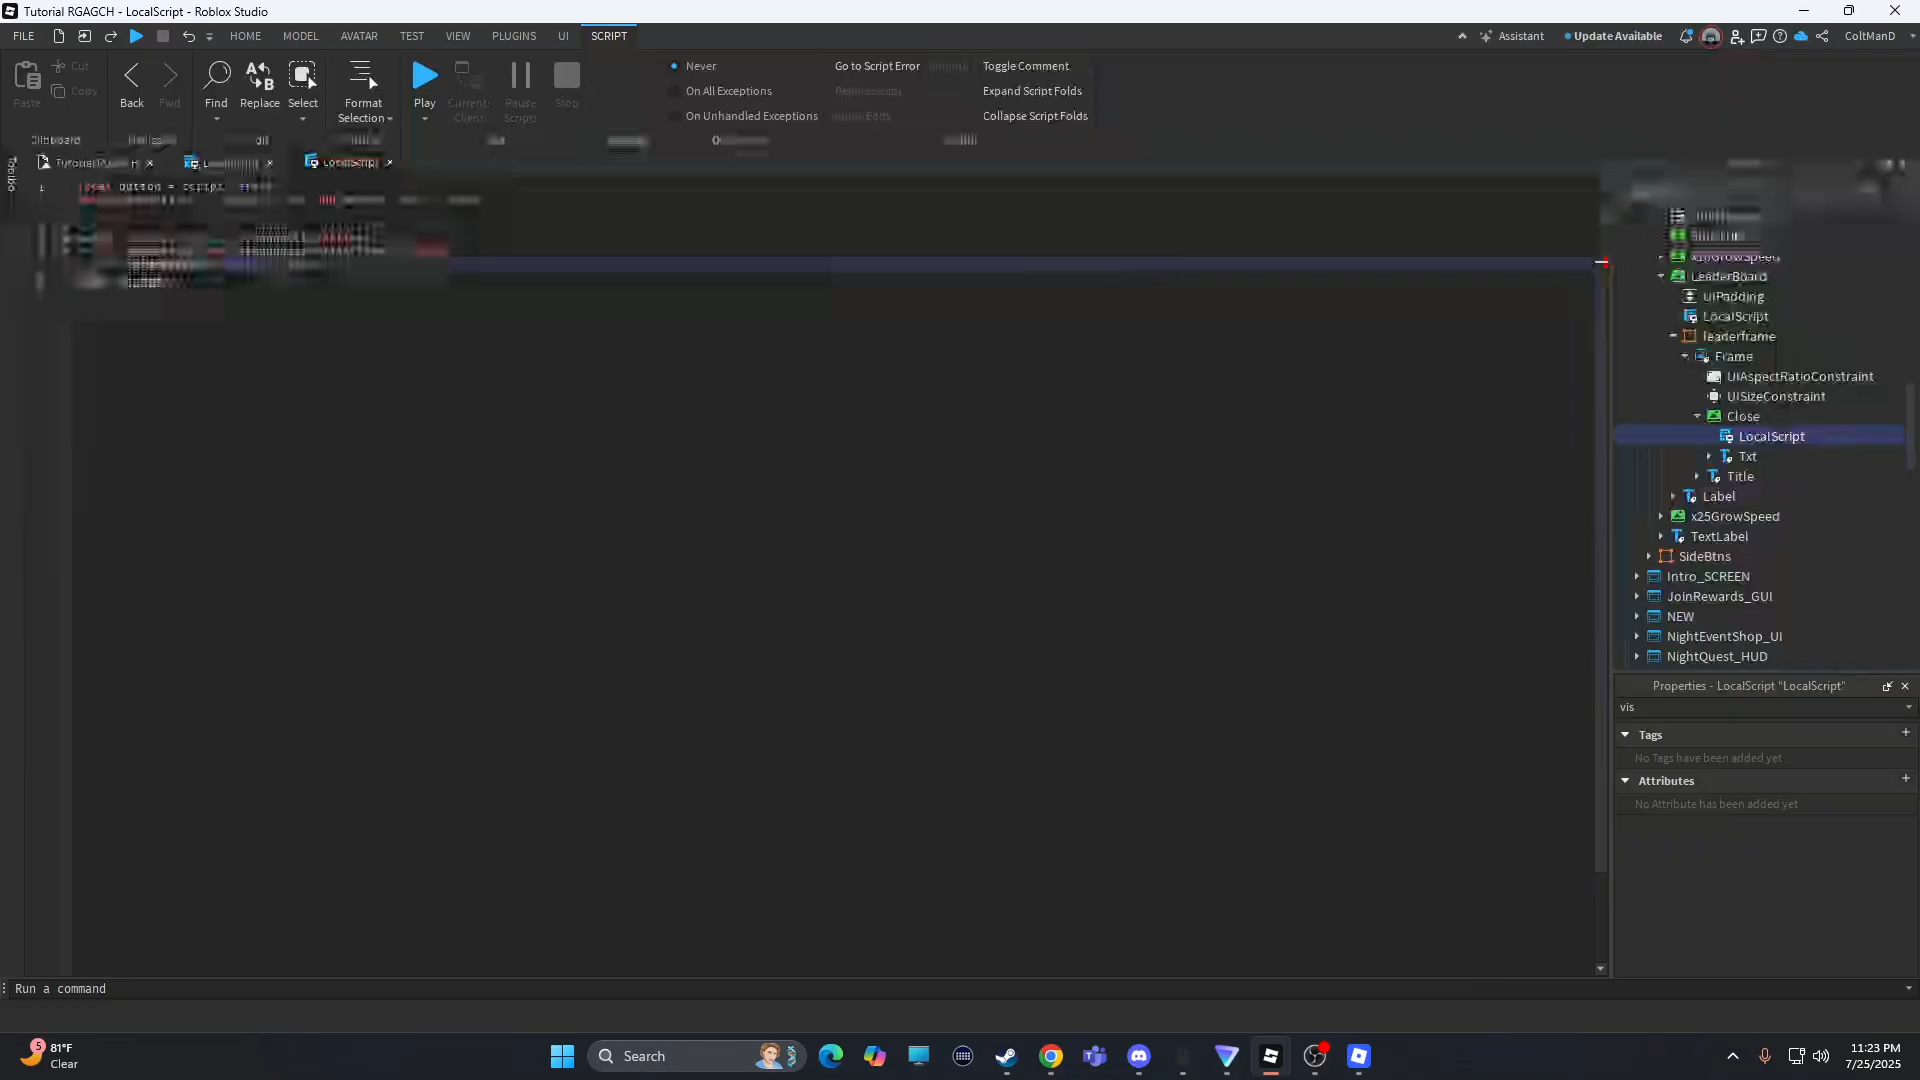 Tutorial RGAGCH - LocalScript - Roblox Studio
FILE HOME MODEL AVATAR TEST VIEW PLUGINS UI SCRIPT Assistant Update Available ColtManD
Paste Cut Copy
Back Fwd Find Replace Select Format Selection Play Current Client Pause Scripts Stop
Never
On All Exceptions
On Unhandled Exceptions
Go to Script Error
Toggle Comment
Expand Script Folds
Collapse Script Folds
Clipboard
LocalScript
LeaderBoard
UIPadding
LocalScript
leaderframe
Frame
UIAspectRatioConstraint
UISizeConstraint
Close
LocalScript
Txt
Title
Label
x25GrowSpeed
TextLabel
SideBtns
Intro_SCREEN
JoinRewards_GUI
NEW
NightEventShop_UI
NightQuest_HUD
Properties - LocalScript "LocalScript"
vis
Tags
No Tags have been added yet
Attributes
No Attribute has been added yet
Run a command
5
81°F
Clear
Search
11:23 PM
7/25/2025